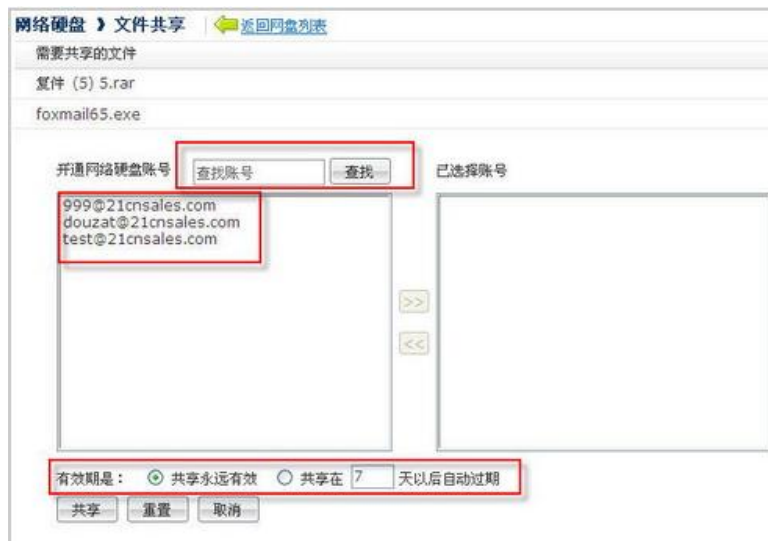 网络硬盘 》 文件共享 返回网盘列表
需要共享的文件
复件 (5) 5.rar
foxmail65.exe
开通网络硬盘账号 查找账号 查找 已选择账号
999@21cnsales.com
douzat@21cnsales.com
test@21cnsales.com
>>
<<
有效期是： 共享永远有效 共享在 7 天以后自动过期
共享 重置 取消